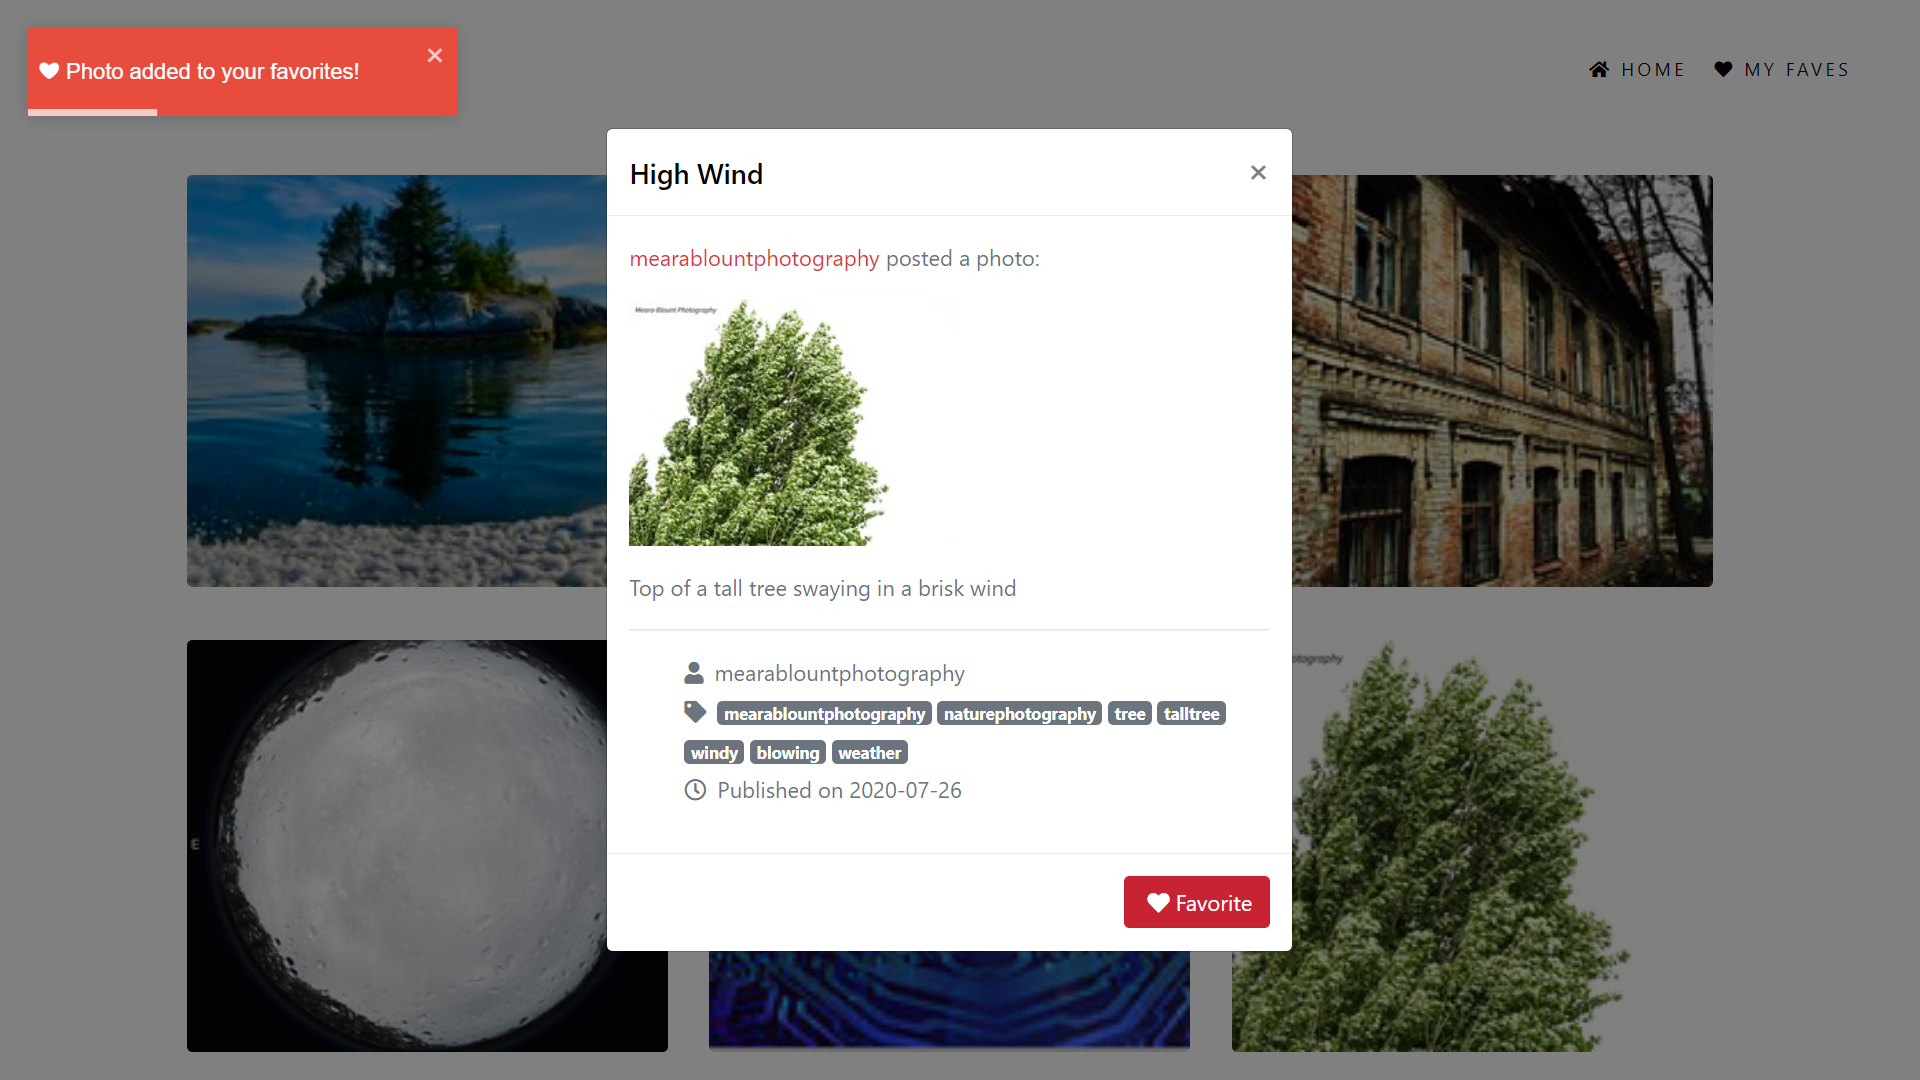 Photo added to your favorites!
×
HOME MY FAVES
High Wind
×
mearablountphotography posted a photo:
Meara-Blount Photography
Top of a tall tree swaying in a brisk wind
mearablountphotography
mearablountphotography naturephotography tree talltree
windy blowing weather
Published on 2020-07-26
otography
E
Favorite